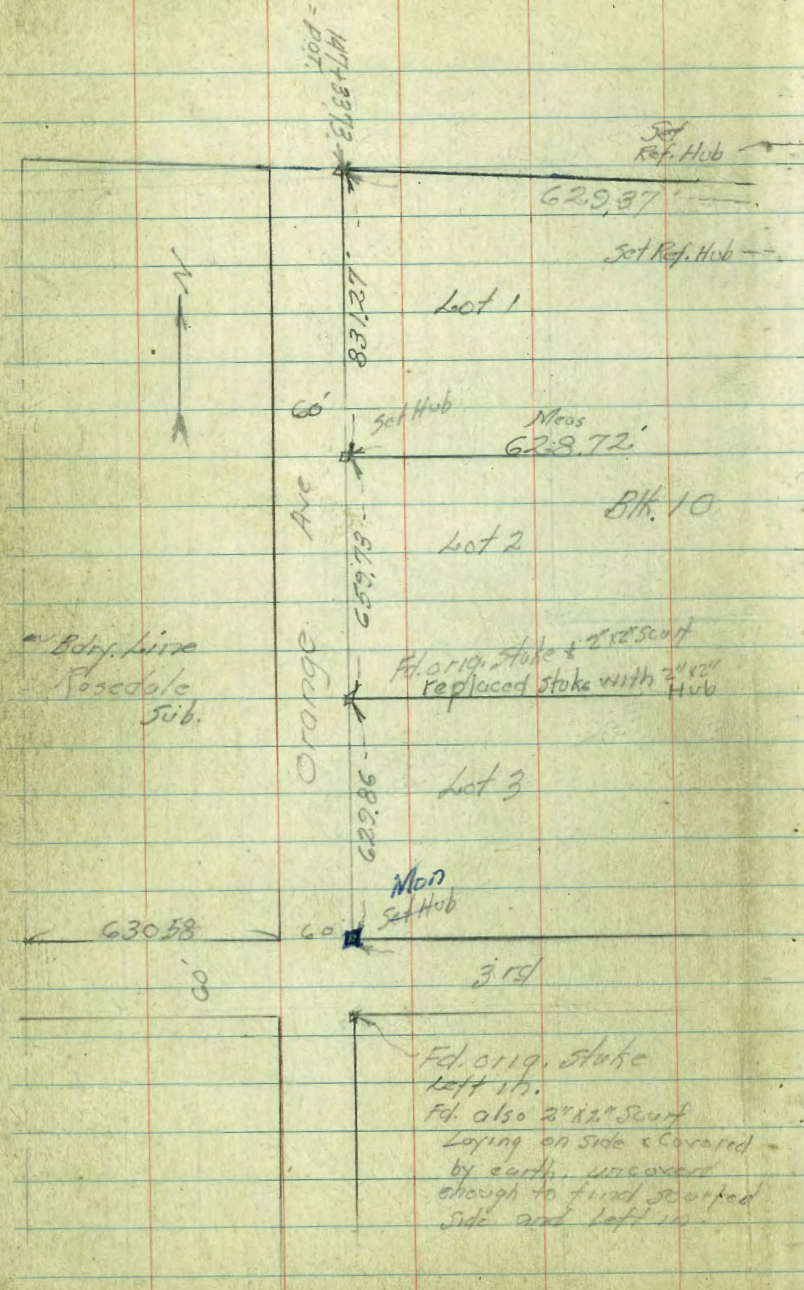 147+33.73
= P.O.T.
Set
Ref. Hub
629.37'
Set Ref. Hub
N
831.27'
Lot 1
60'
Set Hub
Meas
628.72'
Blk. 10
Orange Ave
659.73
Lot 2
Bdry. Line
Rosedale
Sub.
Fd. orig. Stake & 2"x2" Scurf
replaced stake with 2"x2"
Hub
629.86
Lot 3
Mon
Set Hub
630.58
60'
60'
3rd
Fd. orig. Stake
Left in.
Fd. also 2"x2" Scurf
Laying on side & Covered
by earth. uncovered
enough to find scurfed
side and Left in.